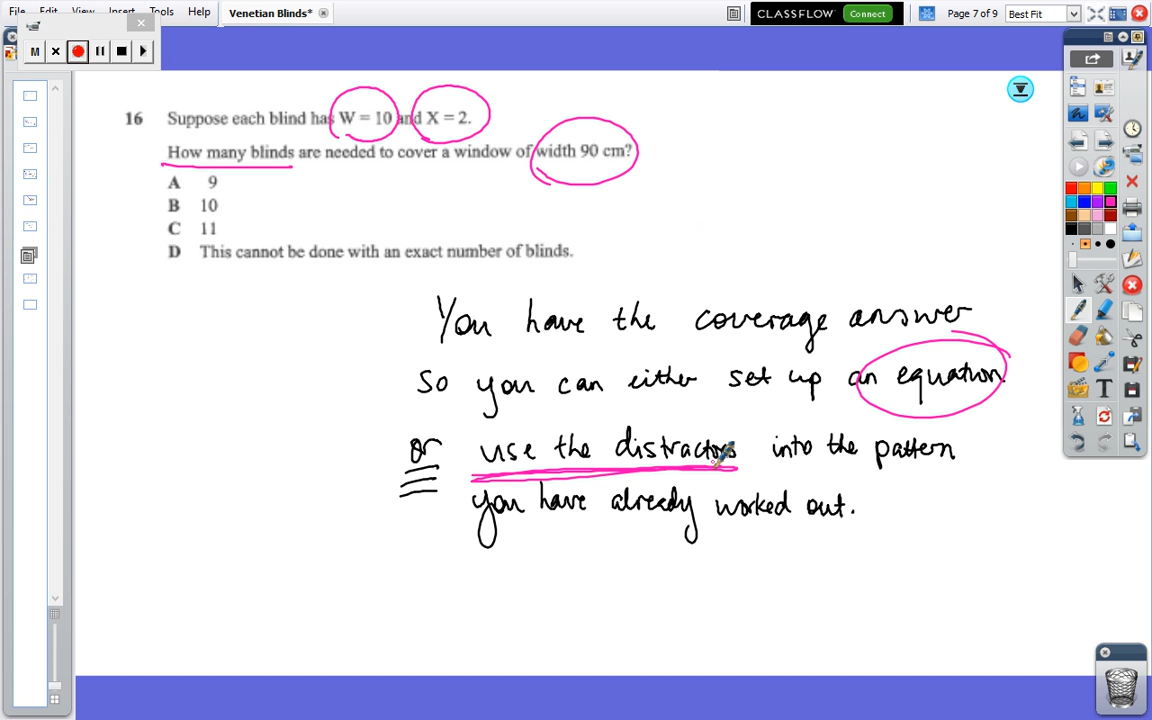 File Edit View Insert Tools Help
Venetian Blinds*
CLASSFLOW Connect
Page 7 of 9
Best Fit
M
16 Suppose each blind has W = 10 and X = 2.
How many blinds are needed to cover a window of width 90 cm?
A 9
B 10
C 11
D This cannot be done with an exact number of blinds.
You have the coverage answer
so you can either set up an equation
or use the distractors into the pattern
you have already worked out.
T